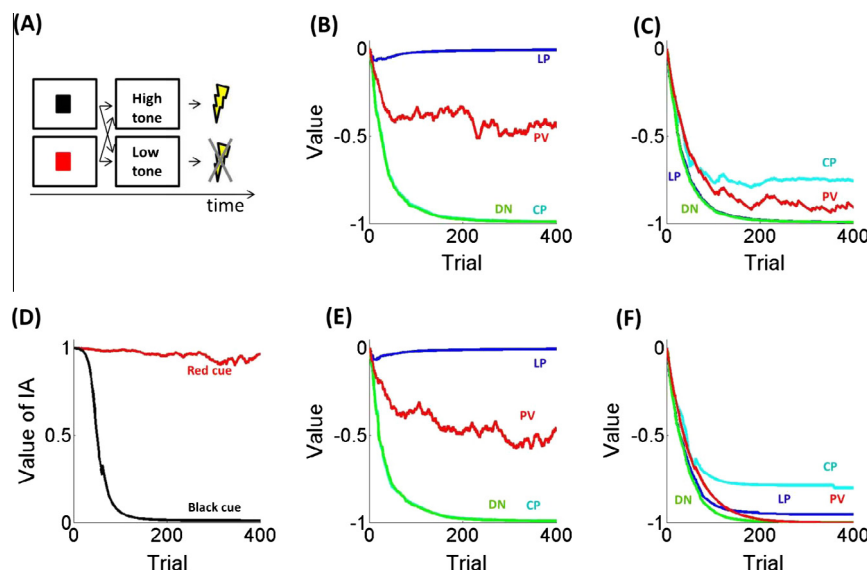 (A)
High
tone
Low
tone
time
(B)
0
-0.5
-1
0
200
400
Value
Trial
LP
PV
DN
CP
(C)
0
-0.5
-1
0
200
400
Value
Trial
CP
LP
PV
DN
(D)
1
0.5
0
0
200
400
Value of IA
Trial
Red cue
Black cue
(E)
0
-0.5
-1
0
200
400
Value
Trial
LP
PV
DN
CP
(F)
0
-0.5
-1
0
200
400
Value
Trial
CP
DN
LP
PV